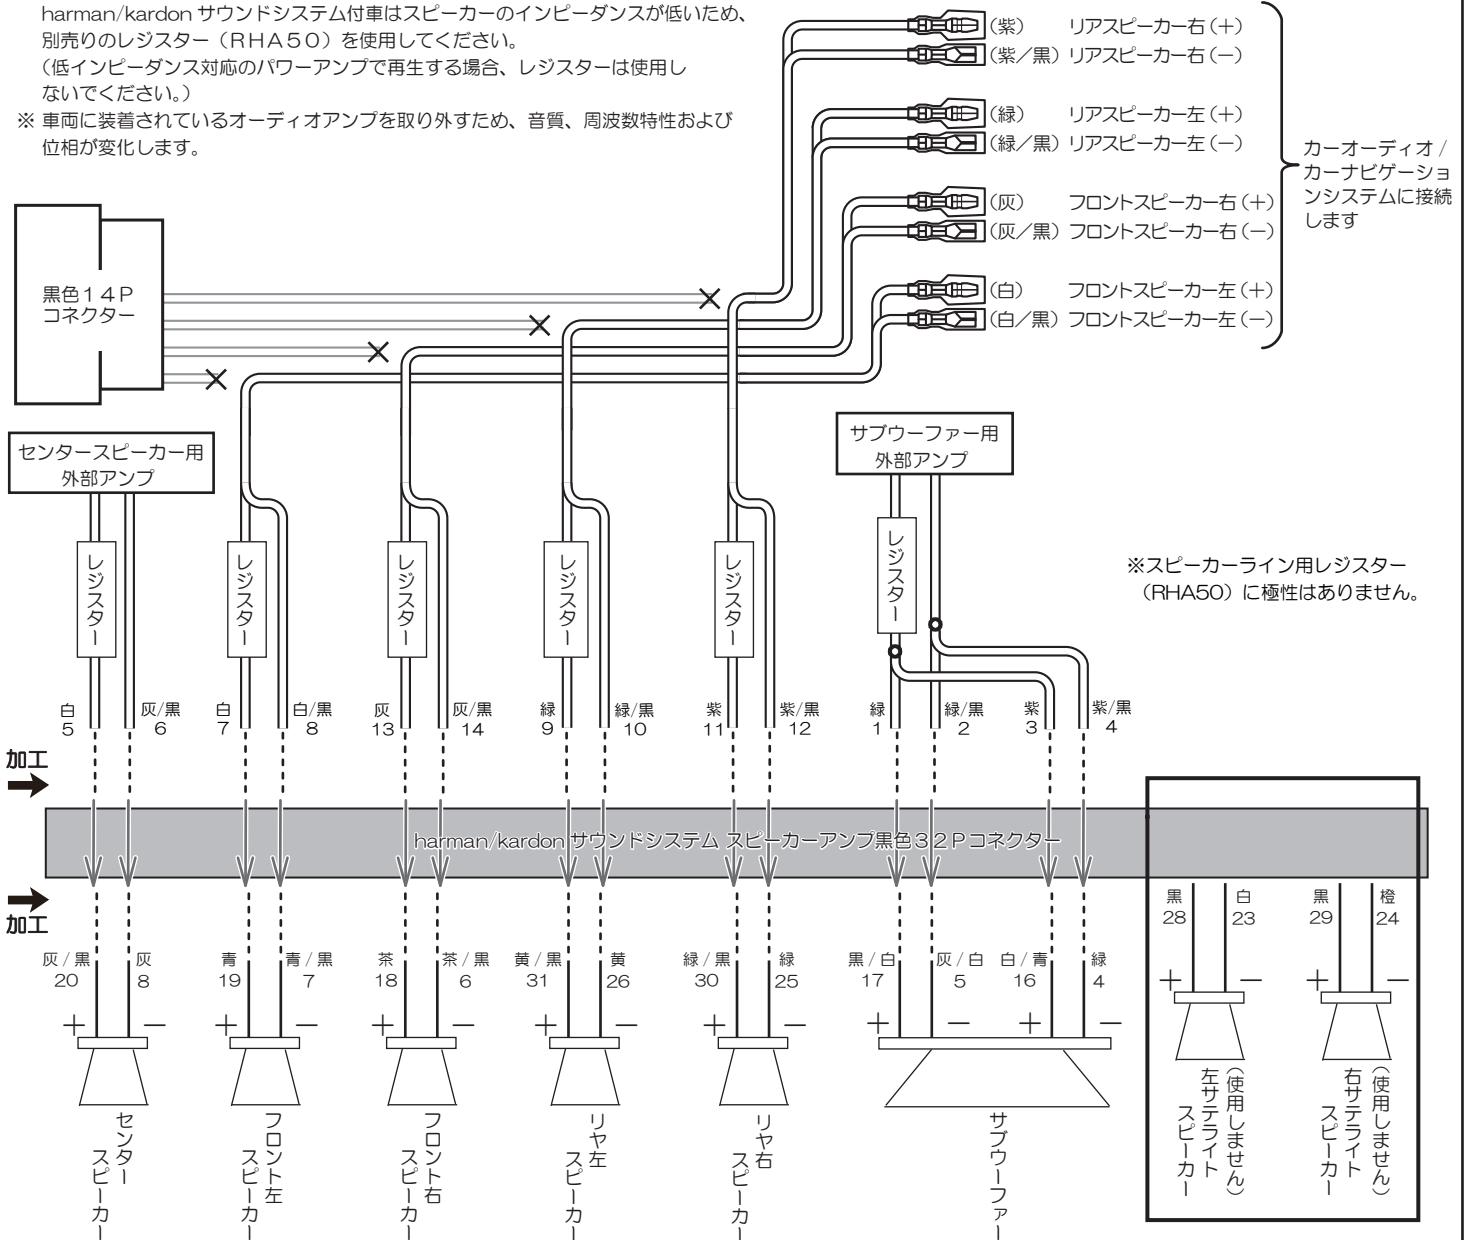 harman/kardon サウンドシステム付車はスピーカーのインピーダンスが低いため、
別売りのレジスター（RHA50）を使用してください。
（低インピーダンス対応のパワーアンプで再生する場合、レジスターは使用し
ないでください。）
※ 車両に装着されているオーディオアンプを取り外すため、音質、周波数特性および
位相が変化します。
（紫） リアスピーカー右（＋）
（紫／黒） リアスピーカー右（－）
（緑） リアスピーカー左（＋）
（緑／黒） リアスピーカー左（－）
（灰） フロントスピーカー右（＋）
（灰／黒） フロントスピーカー右（－）
（白） フロントスピーカー左（＋）
（白／黒） フロントスピーカー左（－）
カーオーディオ /
カーナビゲーショ
ンシステムに接続
します
黒色１４Ｐ
コネクター
センタースピーカー用
外部アンプ
サブウーファー用
外部アンプ
レジスター
レジスター
レジスター
レジスター
レジスター
レジスター
※スピーカーライン用レジスター
（RHA50）に極性はありません。
白 灰/黒 白 白/黒 灰 灰/黒 緑 緑/黒 紫 紫/黒 緑 緑/黒 紫 紫/黒
5 6 7 8 13 14 9 10 11 12 1 2 3 4
加工
harman/kardon サウンドシステム スピーカーアンプ黒色３２Ｐコネクター
加工
黒 白 黒 橙
28 23 29 24
灰 / 黒 灰 青 青 / 黒 茶 茶 / 黒 黄 / 黒 黄 緑 / 黒 緑 黒 / 白 灰 / 白 白 / 青 緑
20 8 19 7 18 6 31 26 30 25 17 5 16 4
＋ － ＋ －
＋ － ＋ － ＋ － ＋ － ＋ － ＋ － ＋ －
センター
スピーカー
フロント左
スピーカー
フロント右
スピーカー
リヤ左
スピーカー
リヤ右
スピーカー
サブウーファー
（使用しません）
左サテライト
スピーカー
（使用しません）
右サテライト
スピーカー